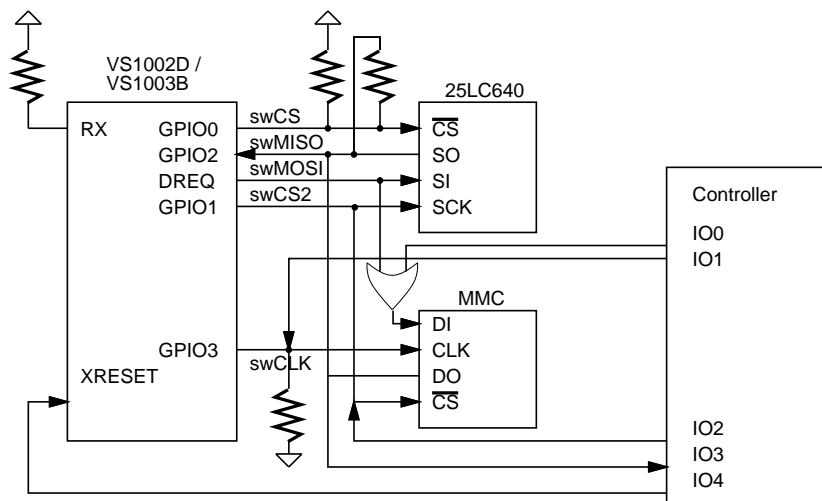 VS1002D /
VS1003B
RX
GPIO0
GPIO2
DREQ
GPIO1
GPIO3
XRESET
swCS
swMISO
swMOSI
swCS2
swCLK
25LC640
CS
SO
SI
SCK
MMC
DI
CLK
DO
CS
Controller
IO0
IO1
IO2
IO3
IO4